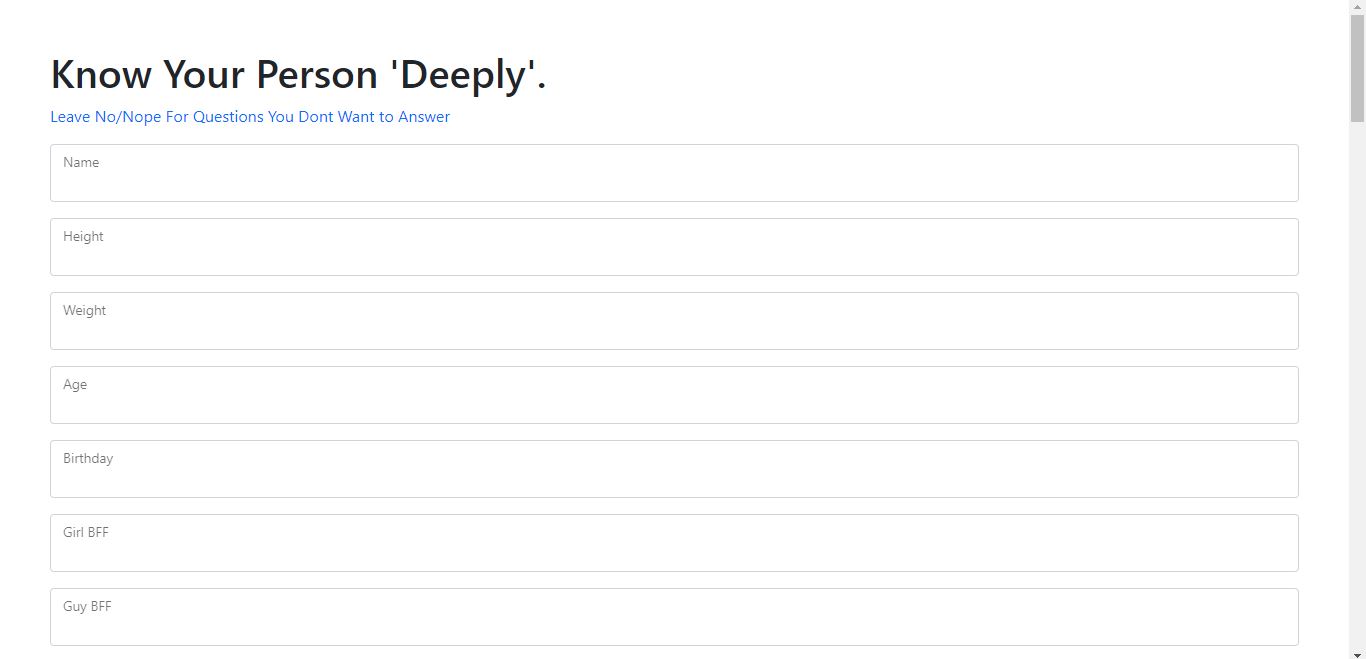 Know Your Person 'Deeply'.
Leave No/Nope For Questions You Dont Want to Answer
Name
Height
Weight
Age
Birthday
Girl BFF
Guy BFF